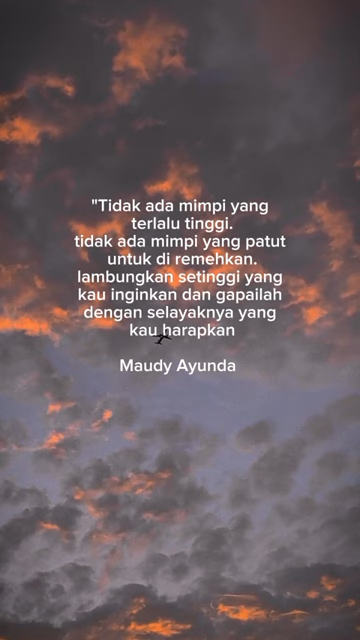 "Tidak ada mimpi yang
terlalu tinggi.
tidak ada mimpi yang patut
untuk di remehkan.
lambungkan setinggi yang
kau inginkan dan gapailah
dengan selayaknya yang
kau harapkan
Maudy Ayunda